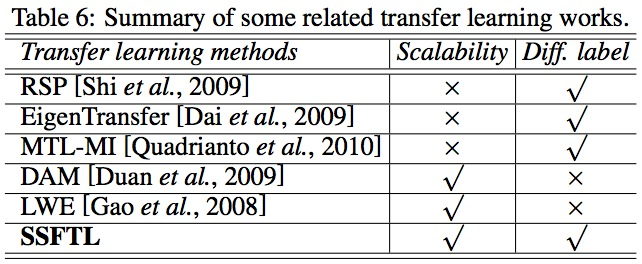 Table 6: Summary of some related transfer learning works.
Transfer learning methods Scalability Diff. label
RSP [Shi et al., 2009] × √
EigenTransfer [Dai et al., 2009] × √
MTL-MI [Quadrianto et al., 2010] × √
DAM [Duan et al., 2009] √ ×
LWE [Gao et al., 2008] √ ×
SSFTL √ √